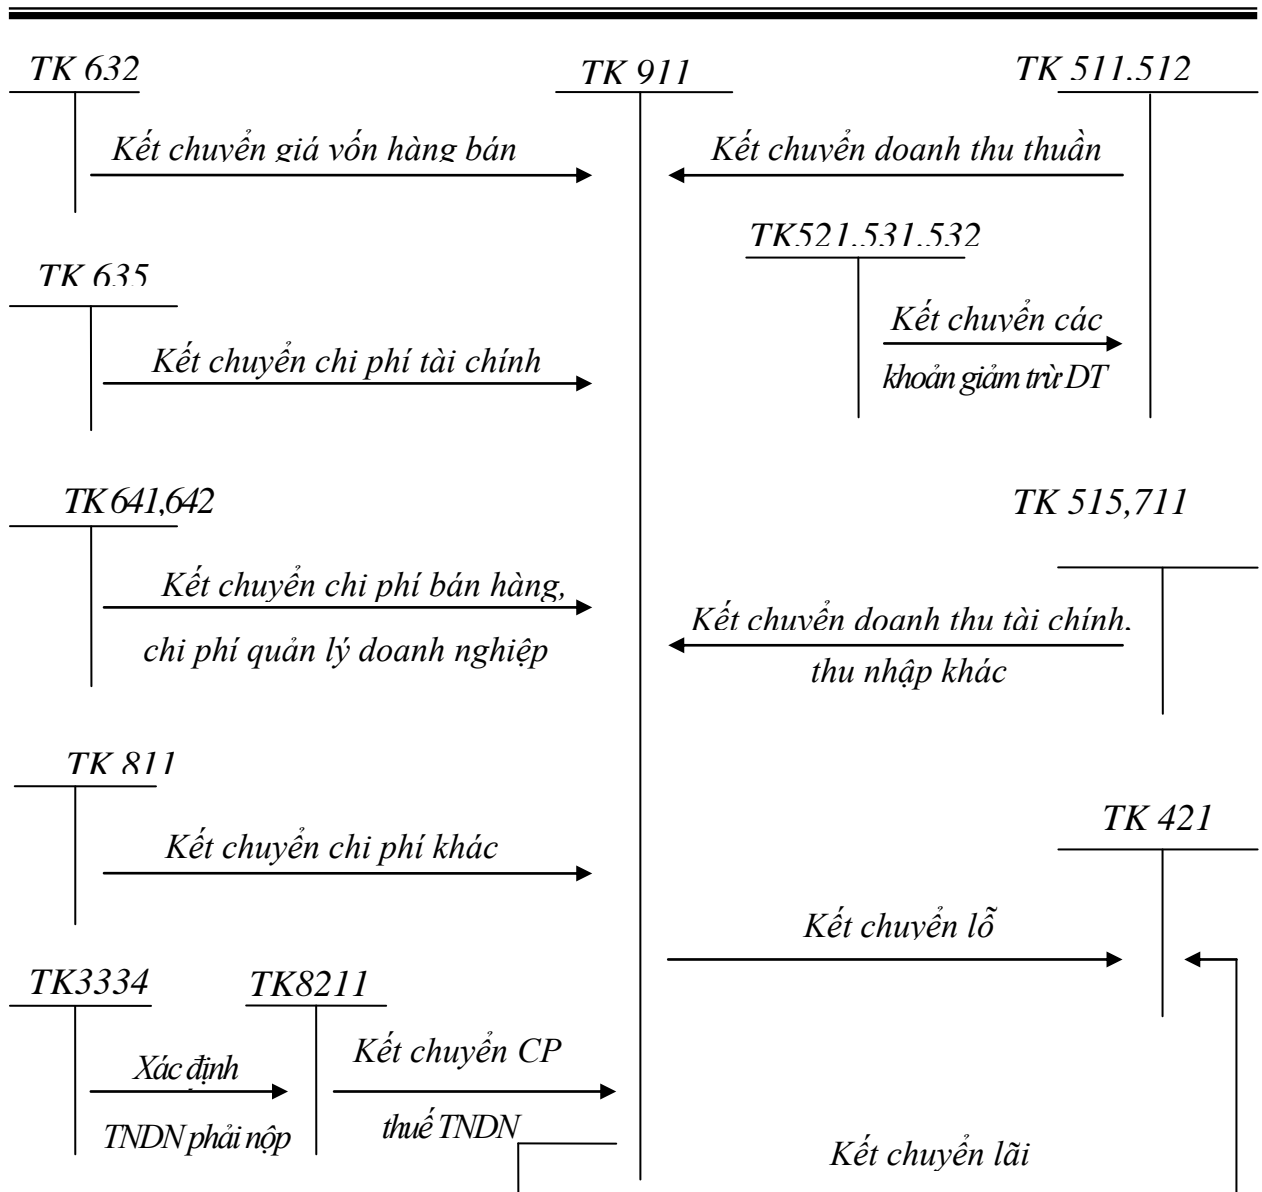 TK 632
TK 911
TK 511.512
Kết chuyển giá vốn hàng bán
Kết chuyển doanh thu thuần
TK521.531.532
TK 635
Kết chuyển các
khoản giảm trừ DT
Kết chuyển chi phí tài chính
TK 641,642
TK 515,711
Kết chuyển chi phí bán hàng,
chi phí quản lý doanh nghiệp
Kết chuyển doanh thu tài chính,
thu nhập khác
TK 811
Kết chuyển chi phí khác
TK 421
Kết chuyển lỗ
TK3334
TK8211
Xác định
TNDN phải nộp
Kết chuyển CP
thuế TNDN
Kết chuyển lãi